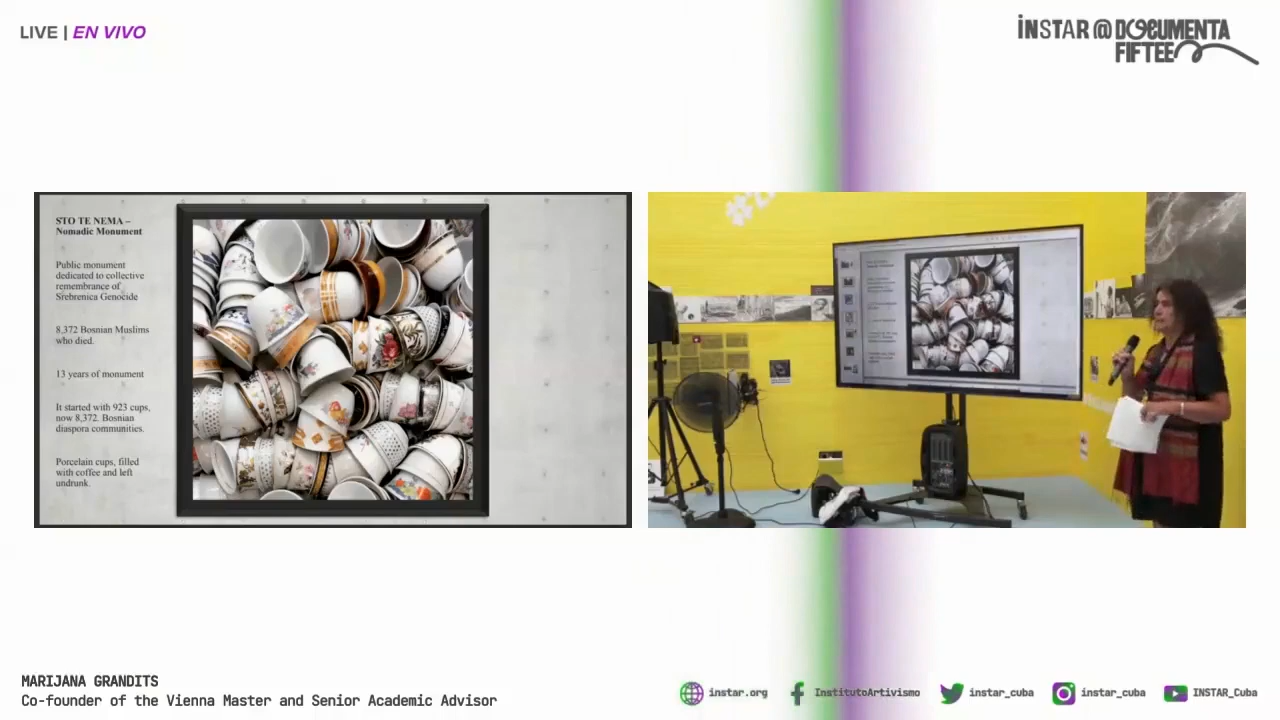 LIVE | EN VIVO
INSTAR @ DOCUMENTA
FIFTEEN
STO TE NEMA –
Nomadic Monument
Public monument
dedicated to collective
remembrance of
Srebrenica Genocide
8,372 Bosnian Muslims
who died.
13 years of monument
It started with 923 cups,
now 8,372. Bosnian
diaspora communities.
Porcelain cups, filled
with coffee and left
undrunk.
MARIJANA GRANDITS
Co-founder of the Vienna Master and Senior Academic Advisor
instar.org
InstitutoArtivismo
instar_cuba
instar_cuba
INSTAR_Cuba